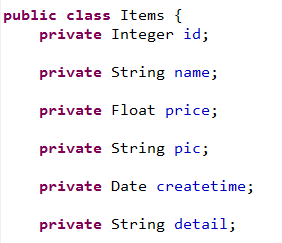 public class Items {
private Integer id;
private String name;
private Float price;
private String pic;
private Date createtime;
private String detail;